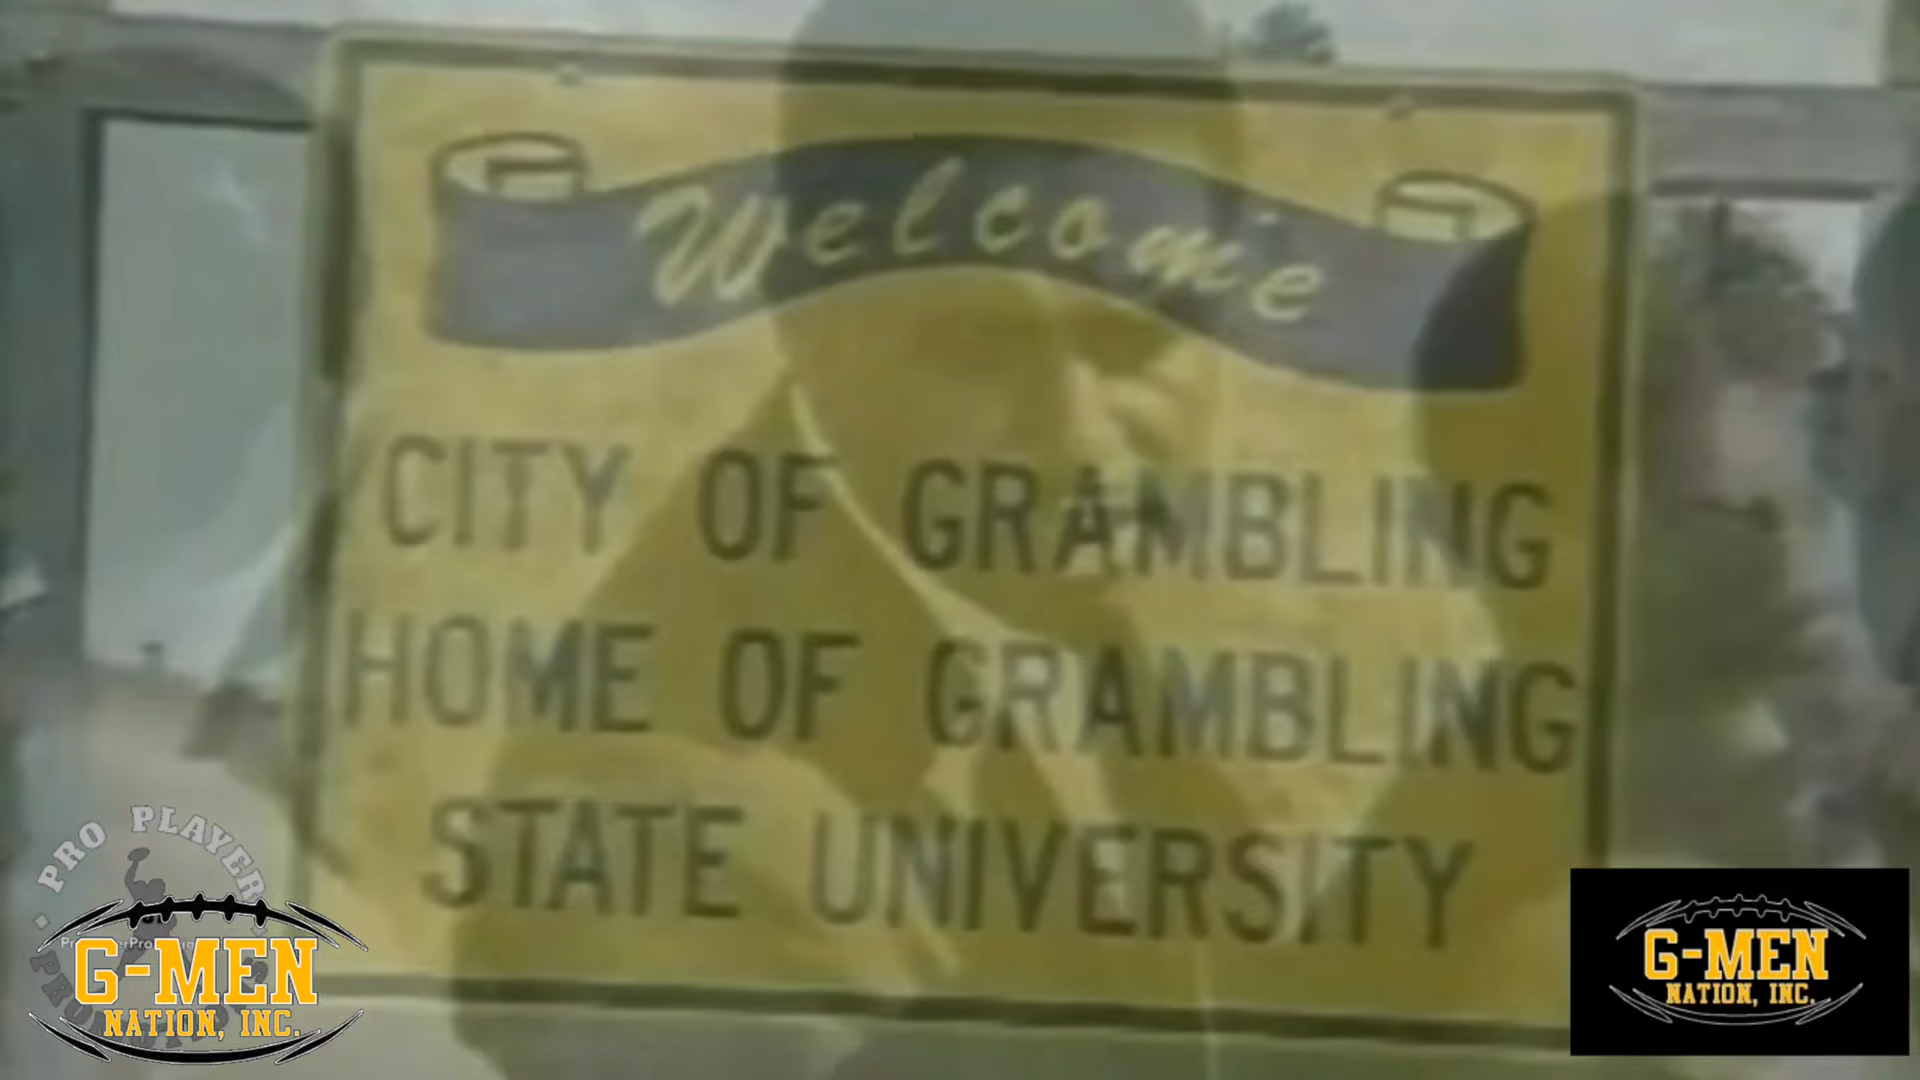 Welcome
CITY OF GRAMBLING
HOME OF GRAMBLING
STATE UNIVERSITY
PRO PLAYER
G-MEN
NATION, INC.
G-MEN
NATION, INC.